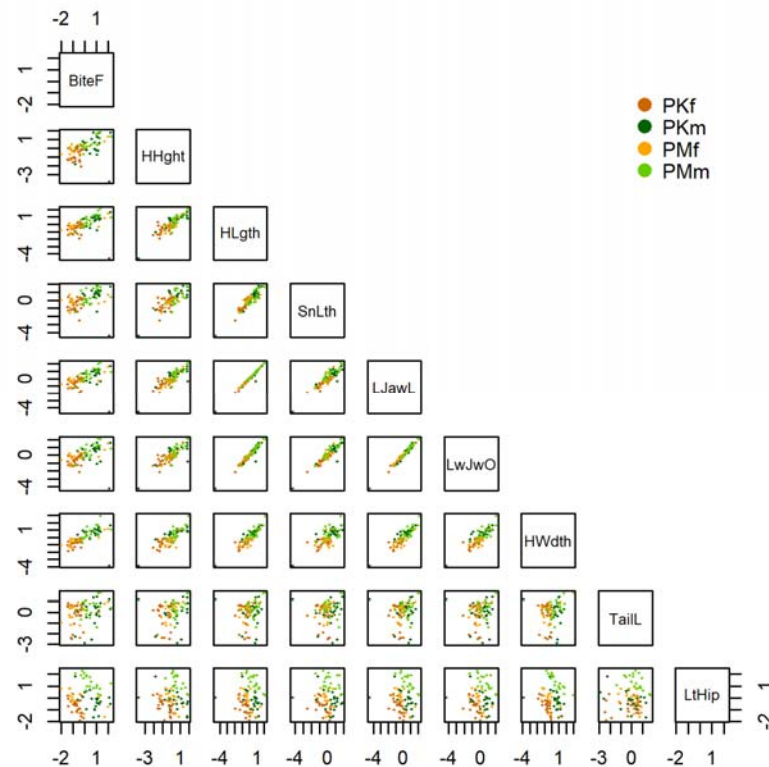 -2 1
BiteF
1
-2
PKf
PKm
PMf
PMm
HHght
1
-3
HLgth
1
-4
SnLth
0
-4
LJawL
0
-4
LwJwO
0
-4
HWdth
1
-4
TailL
0
-3
LtHip
1
-2
1
-2
-2 1 -3 1 -4 1 -4 0 -4 0 -4 0 -4 1 -3 0 -2 1